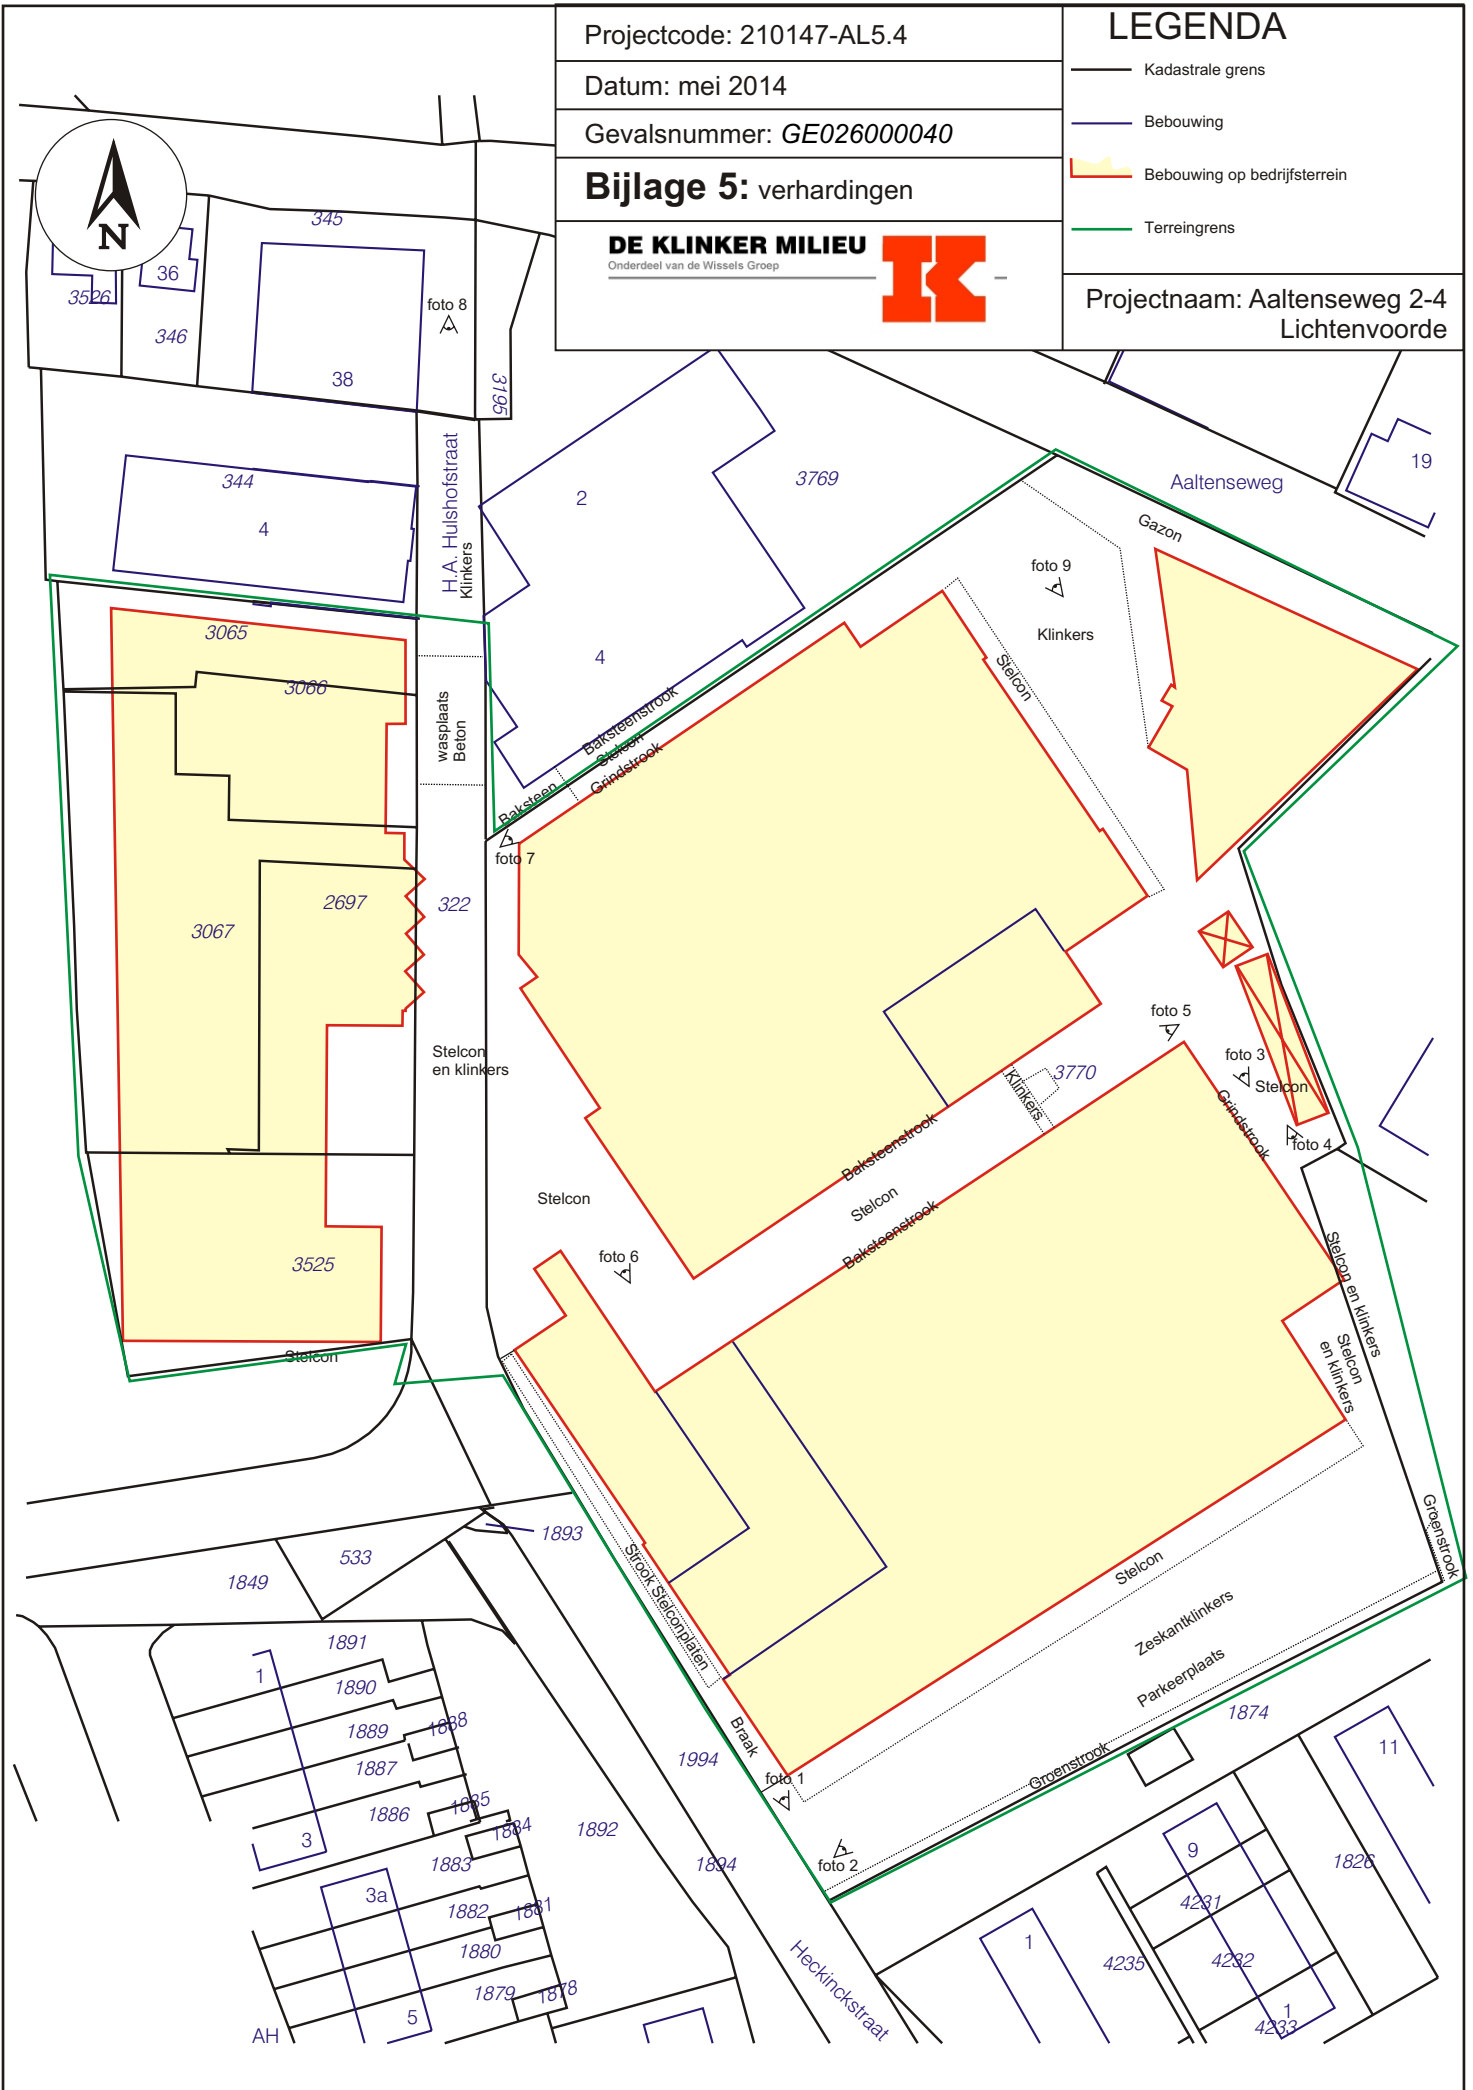 Projectcode: 210147-AL5.4
Datum: mei 2014
Gevalsnummer: GE026000040
Bijlage 5: verhardingen
DE KLINKER MILIEU
Onderdeel van de Wissels Groep
K
LEGENDA
Kadastrale grens
Bebouwing
Bebouwing op bedrijfsterrein
Terreingrens
Projectnaam: Aaltenseweg 2-4
Lichtenvoorde
N
345
36
3526
346
38
foto 8
3195
344
4
H.A. Hulshofstraat
Klinkers
2
3769
4
Aaltenseweg
19
Gazon
foto 9
Klinkers
Stelcon
3065
3066
wasplaats
Beton
Baksteenstrook
Stelcon
Grindstrook
Baksteen
foto 7
2697
322
3067
Stelcon
en klinkers
foto 5
foto 3
Stelcon
3770
Klinkers
Grindstrook
foto 4
Baksteenstrook
Stelcon
Baksteenstrook
Stelcon
foto 6
3525
Stelcon
Stelcon en klinkers
Stelcon
en klinkers
Groenstrook
1893
533
1849
Strook Stelconplaten
Stelcon
Zeskantklinkers
Parkeerplaats
Groenstrook
Braak
foto 1
foto 2
1891
1
1890
1889
1888
1887
1886
1885
1884
3
1883
3a
1882
1881
1880
1879
1878
5
AH
1994
1892
1894
Heckinckstraat
1874
11
9
1826
4231
1
4235
4232
1
4233